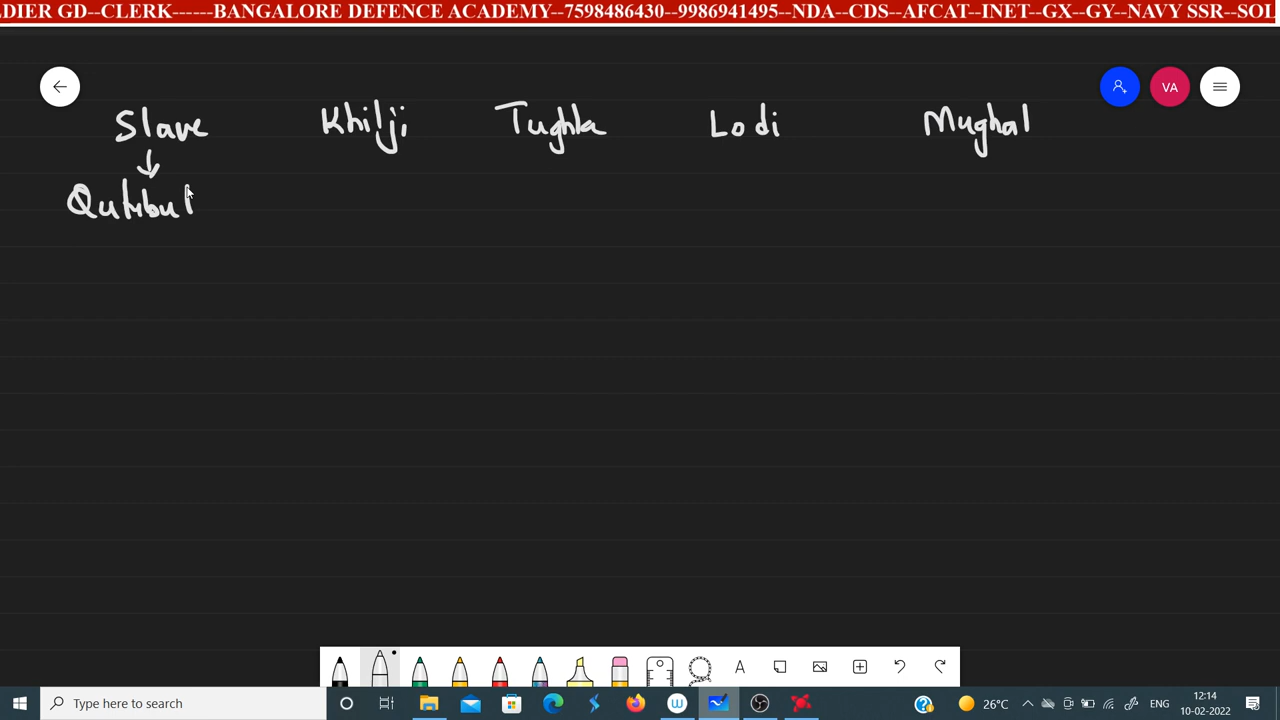 DIER GD--CLERK------BANGALORE DEFENCE ACADEMY--7598486430--9986941495--NDA--CDS--AFCAT--INET--GX--GY--NAVY SSR--SOL
VA
Slave Khilji Tughla Lodi Mughal
Qutubul
A
Type here to search
W
26°C
ENG
12:14
10-02-2022